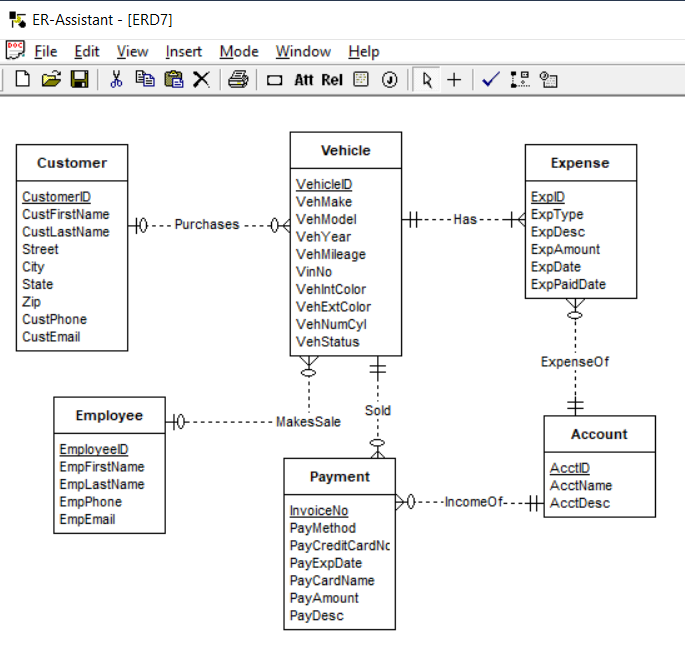 ER-Assistant - [ERD7]
DOC File Edit View Insert Mode Window Help
Att Rel J
Customer
CustomerID
CustFirstName
CustLastName
Street
City
State
Zip
CustPhone
CustEmail
Purchases
Vehicle
VehicleID
VehMake
VehModel
VehYear
VehMileage
VinNo
VehIntColor
VehExtColor
VehNumCyl
VehStatus
Has
Expense
ExpID
ExpType
ExpDesc
ExpAmount
ExpDate
ExpPaidDate
ExpenseOf
Employee
EmployeeID
EmpFirstName
EmpLastName
EmpPhone
EmpEmail
MakesSale
Sold
Payment
InvoiceNo
PayMethod
PayCreditCardNo
PayExpDate
PayCardName
PayAmount
PayDesc
IncomeOf
Account
AcctID
AcctName
AcctDesc